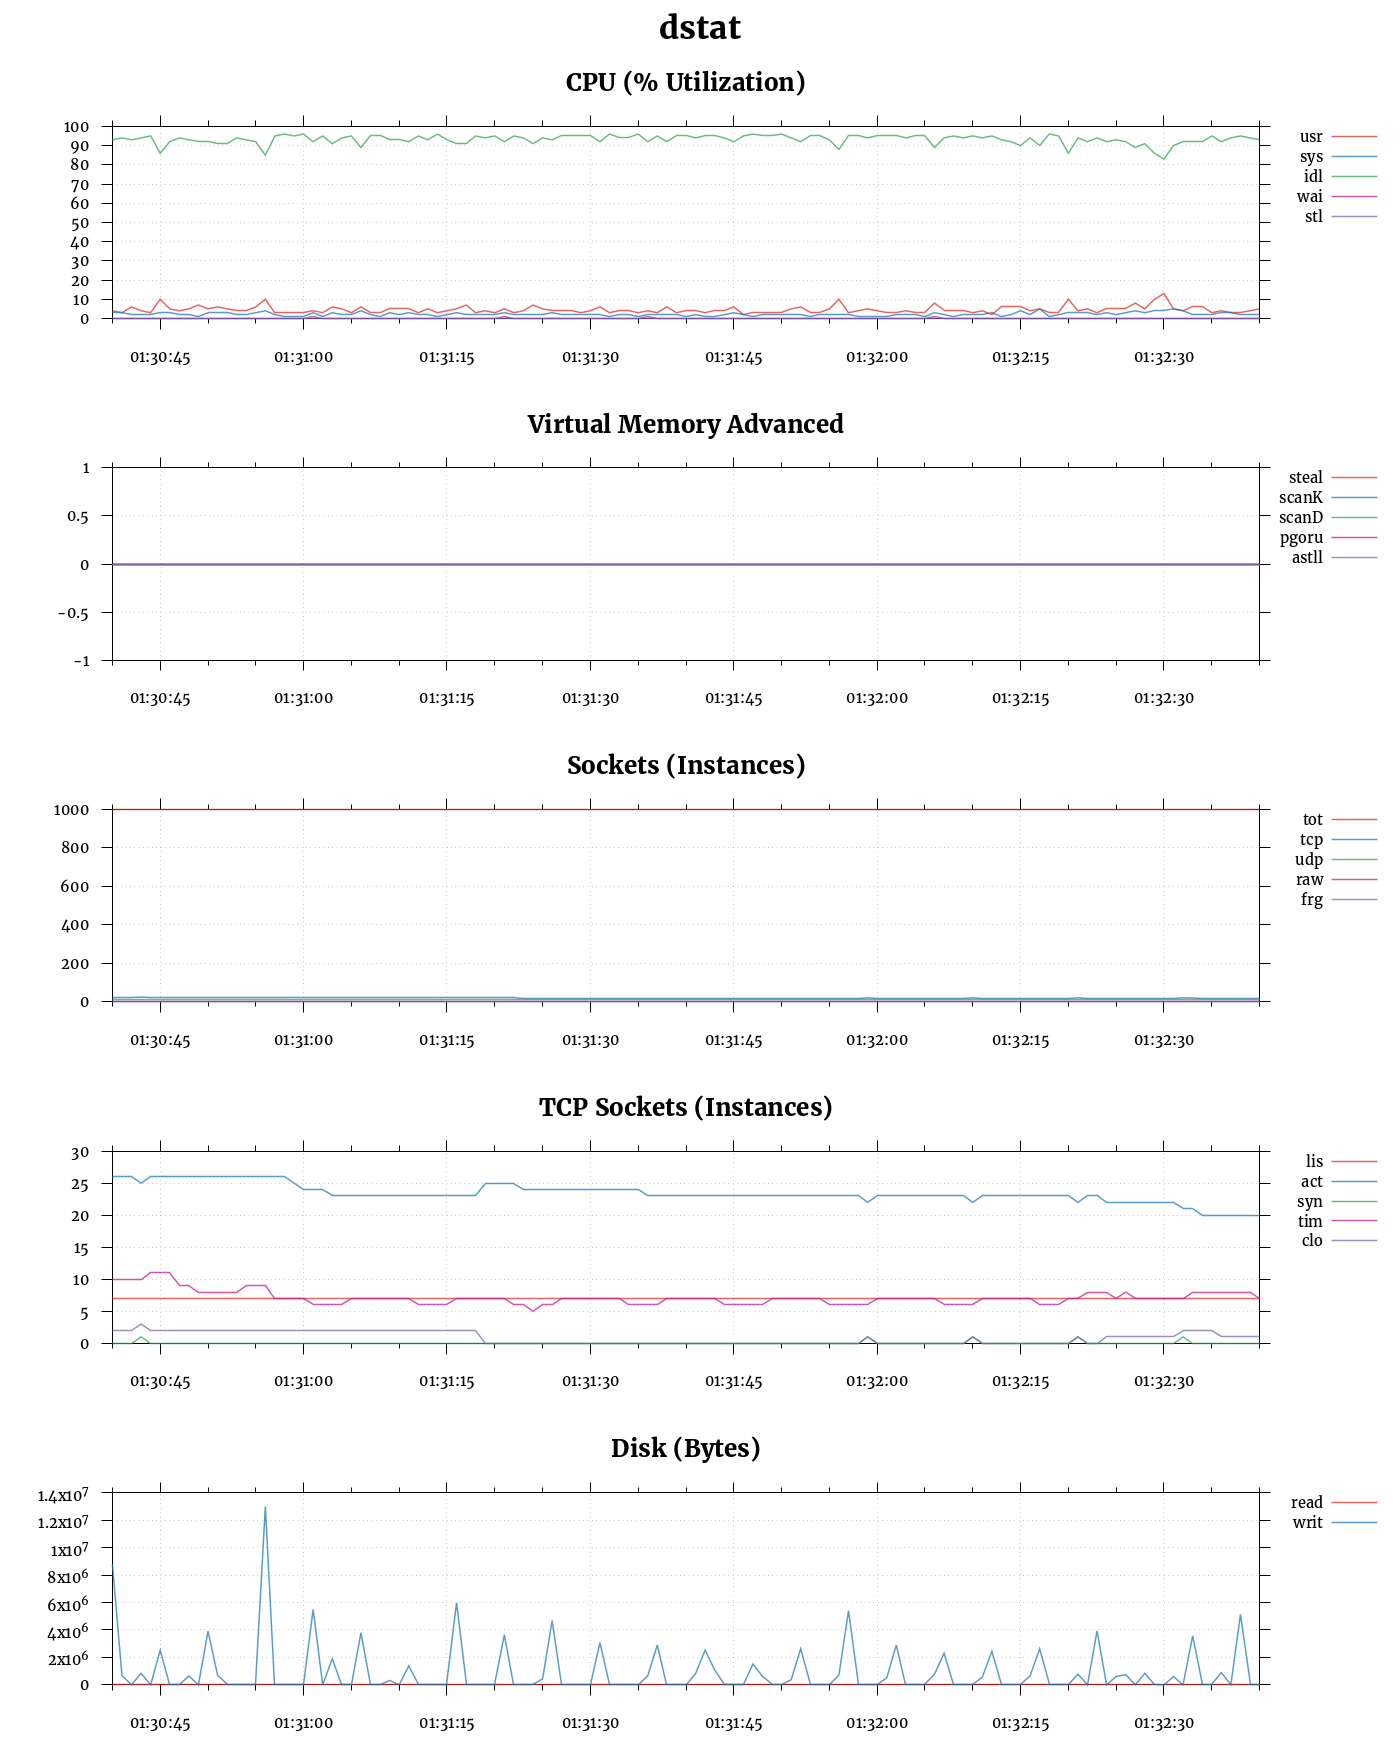 dstat
CPU (% Utilization)
100
90
80
70
60
50
40
30
20
10
0
usr
sys
idl
wai
stl
01:30:45 01:31:00 01:31:15 01:31:30 01:31:45 01:32:00 01:32:15 01:32:30
Virtual Memory Advanced
1
0.5
0
-0.5
-1
steal
scanK
scanD
pgoru
astll
01:30:45 01:31:00 01:31:15 01:31:30 01:31:45 01:32:00 01:32:15 01:32:30
Sockets (Instances)
1000
800
600
400
200
0
tot
tcp
udp
raw
frg
01:30:45 01:31:00 01:31:15 01:31:30 01:31:45 01:32:00 01:32:15 01:32:30
TCP Sockets (Instances)
30
25
20
15
10
5
0
lis
act
syn
tim
clo
01:30:45 01:31:00 01:31:15 01:31:30 01:31:45 01:32:00 01:32:15 01:32:30
Disk (Bytes)
1.4x10⁷
1.2x10⁷
1x10⁷
8x10⁶
6x10⁶
4x10⁶
2x10⁶
0
read
writ
01:30:45 01:31:00 01:31:15 01:31:30 01:31:45 01:32:00 01:32:15 01:32:30